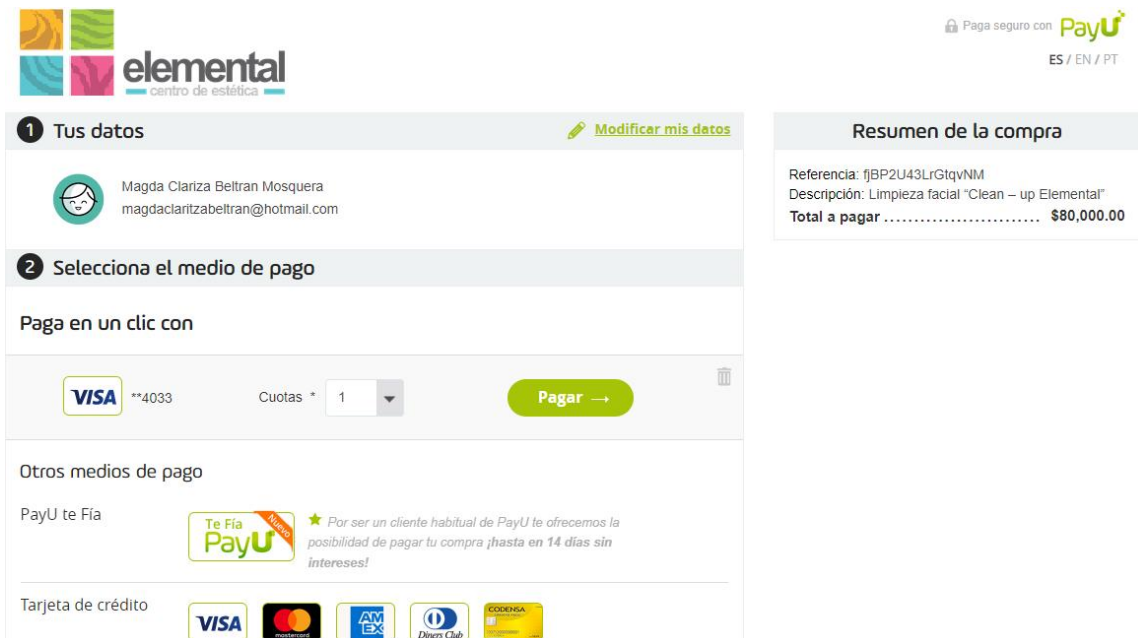 elemental
centro de estética
Paga seguro con PayU
ES / EN / PT
1 Tus datos
Modificar mis datos
Magda Clariza Beltran Mosquera
magdaclaritzabeltran@hotmail.com
2 Selecciona el medio de pago
Paga en un clic con
VISA **4033 Cuotas * 1 Pagar →
Otros medios de pago
PayU te Fía
Te Fía
PayU
Nuevo
Por ser un cliente habitual de PayU te ofrecemos la
posibilidad de pagar tu compra ¡hasta en 14 días sin
intereses!
Tarjeta de crédito
VISA
mastercard
AM
EX
Diners Club
CODENSA
Resumen de la compra
Referencia: fjBP2U43LrGtqvNM
Descripción: Limpieza facial “Clean – up Elemental”
Total a pagar .......................... $80,000.00